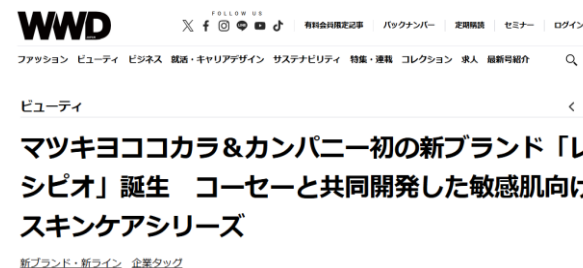 WWD
FOLLOW US
有料会員限定記事 バックナンバー 定期購読 セミナー ログイン
ファッション ビューティ ビジネス 就活・キャリアデザイン サステナビリティ 特集・連載 コレクション 求人 最新号紹介
ビューティ
マツキヨココカラ&カンパニー初の新ブランド「レ
シピオ」誕生 コーセーと共同開発した敏感肌向け
スキンケアシリーズ
新ブランド・新ライン 企業タッグ